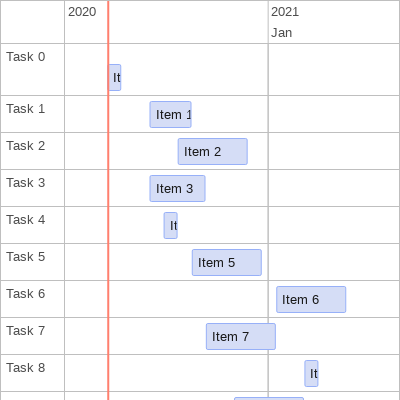 2020
2021
Jan
Task 0
It
Task 1
Item 1
Task 2
Item 2
Task 3
Item 3
Task 4
It
Task 5
Item 5
Task 6
Item 6
Task 7
Item 7
Task 8
It